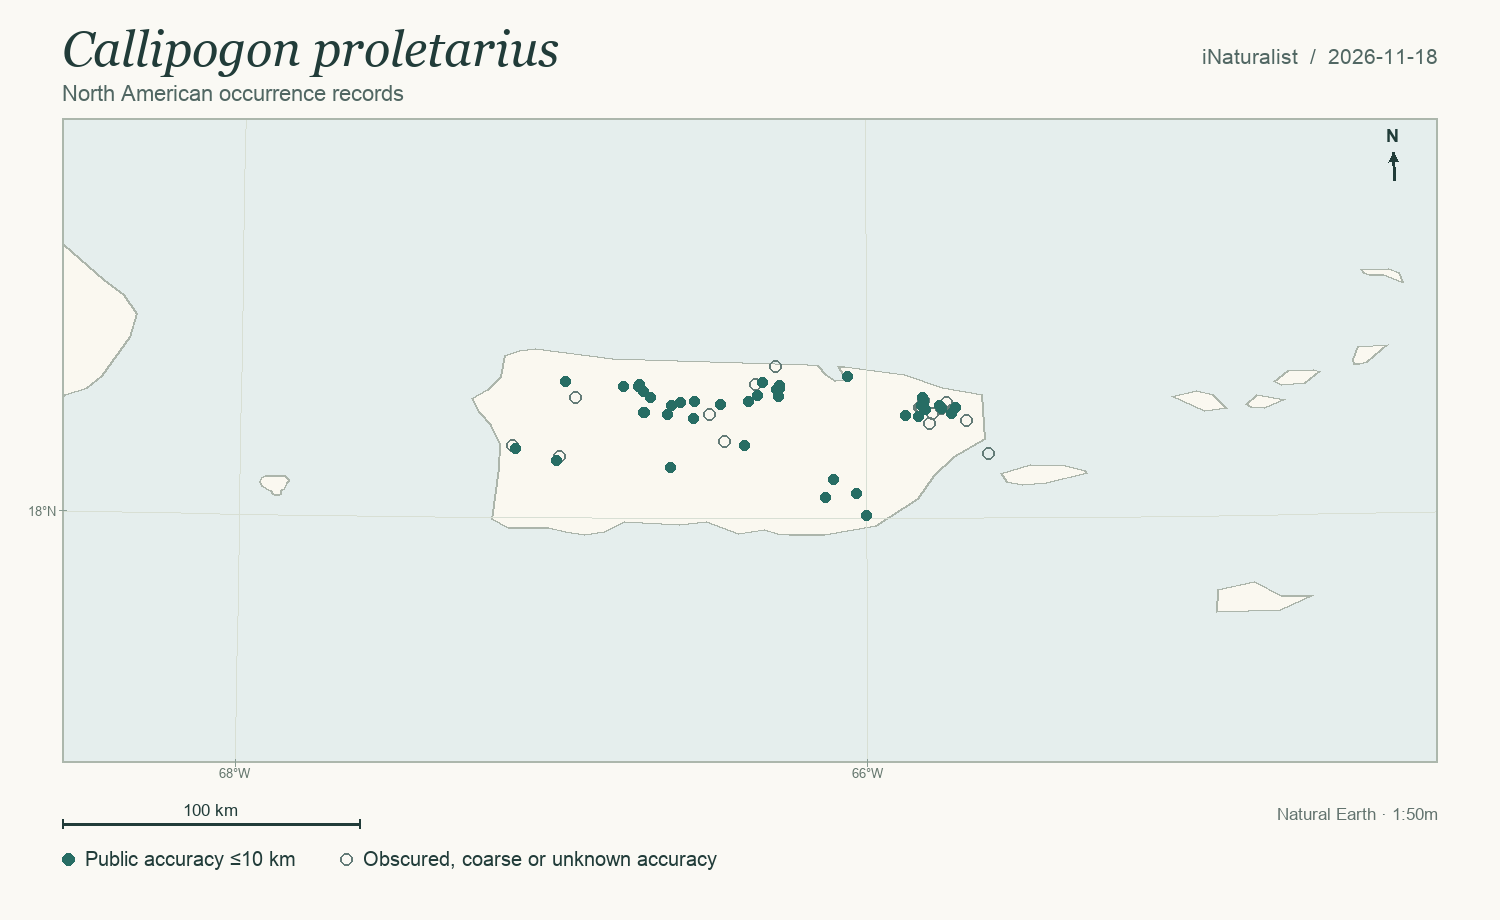 Callipogon proletarius
iNaturalist / 2026-11-18
North American occurrence records
N
18°N
68°W
66°W
100 km
Natural Earth · 1:50m
Public accuracy ≤10 km
Obscured, coarse or unknown accuracy